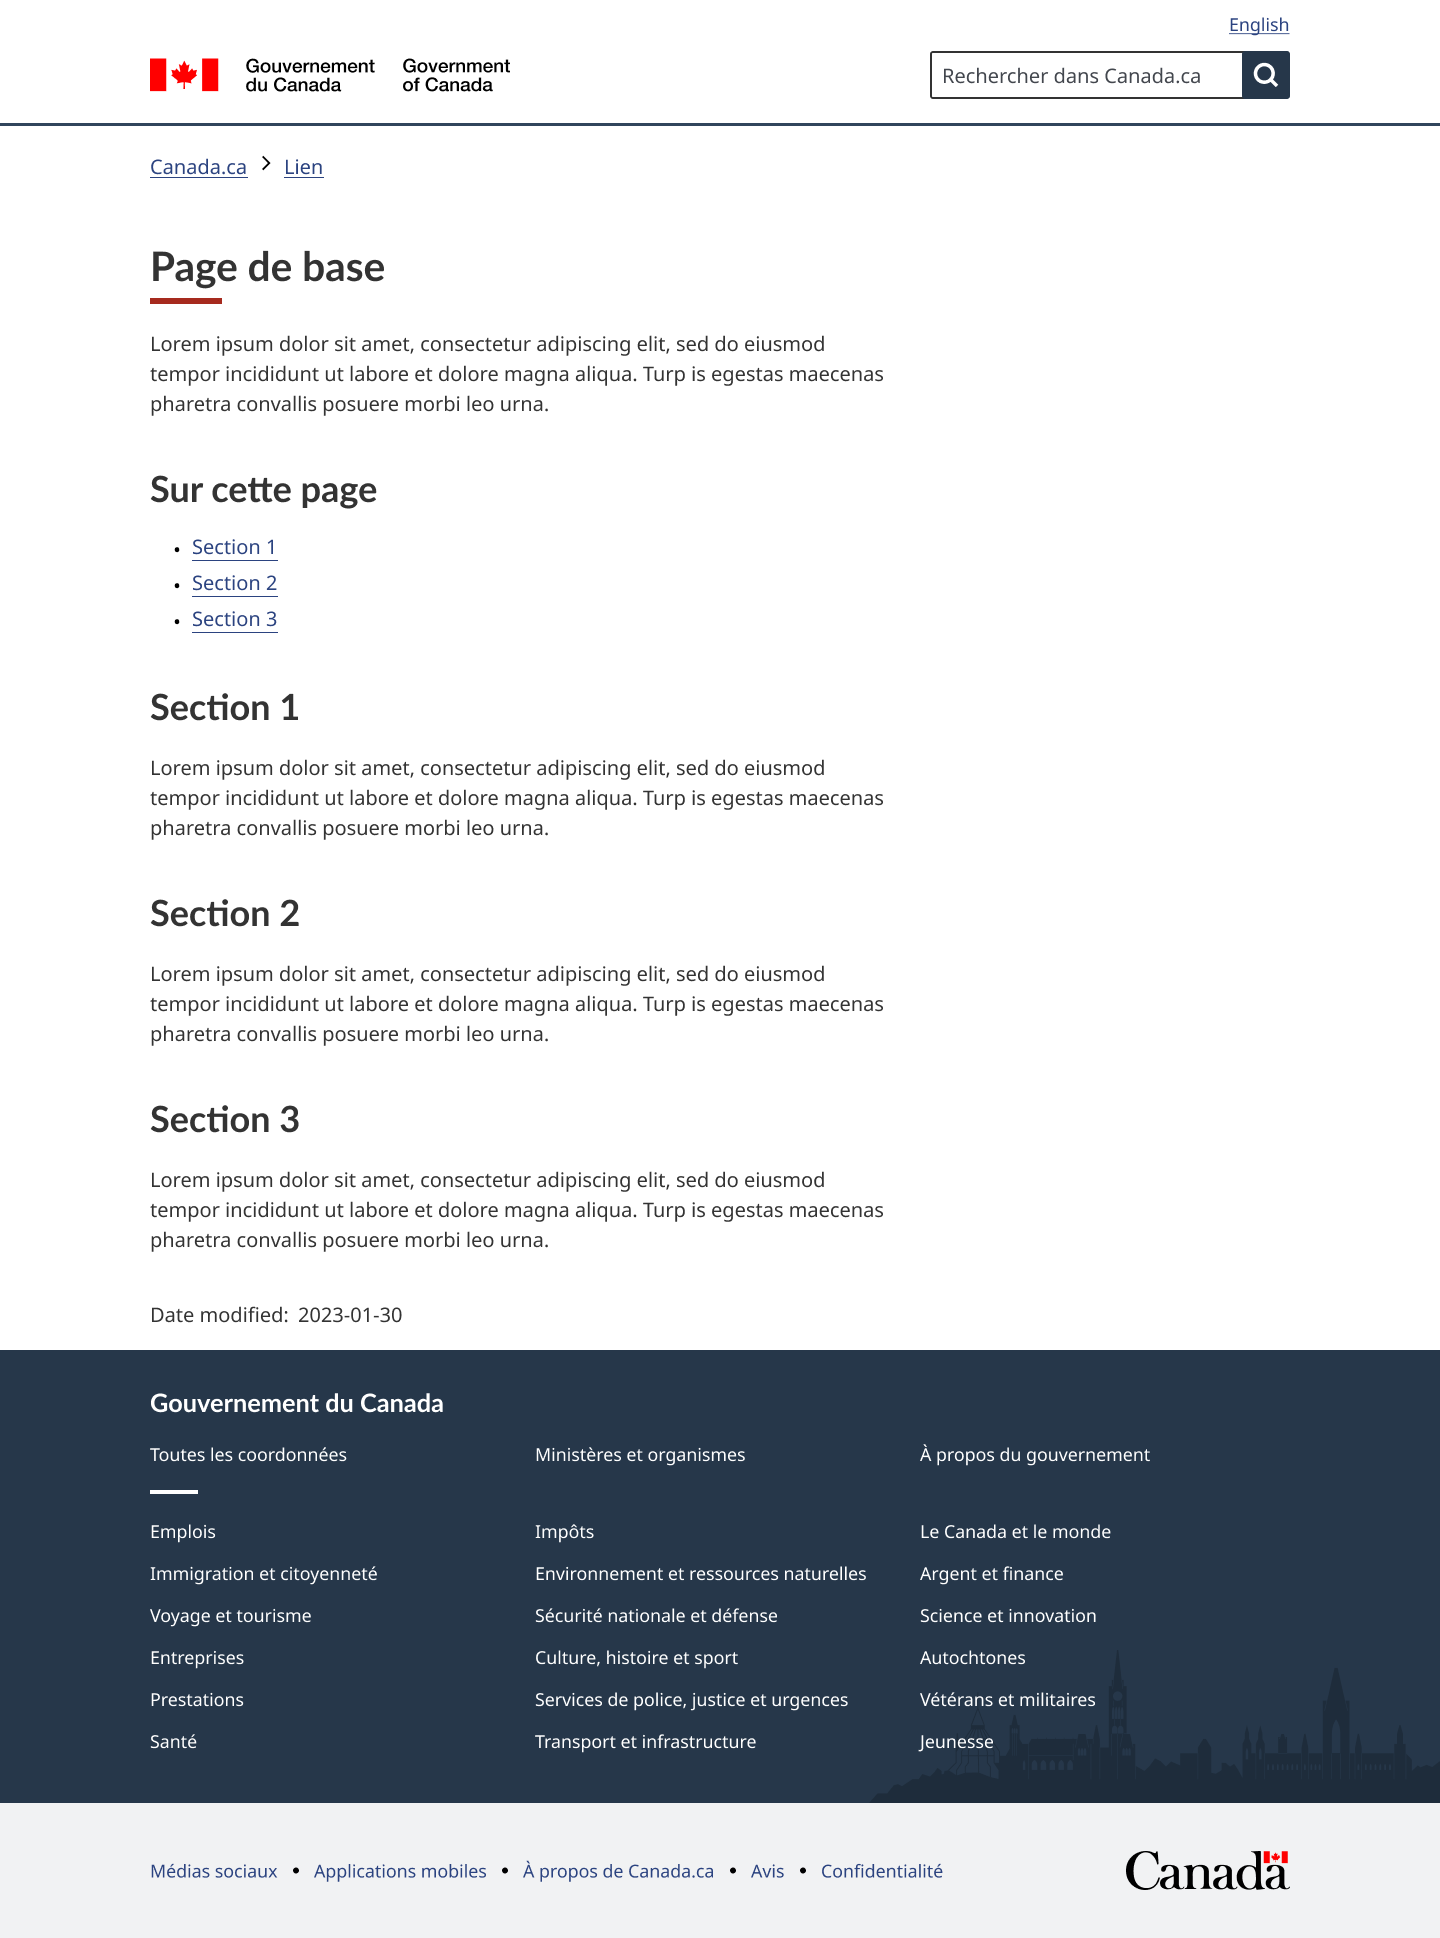 English
Gouvernement
du Canada
Government
of Canada
Rechercher dans Canada.ca
Canada.ca
Lien
Page de base
Lorem ipsum dolor sit amet, consectetur adipiscing elit, sed do eiusmod
tempor incididunt ut labore et dolore magna aliqua. Turp is egestas maecenas
pharetra convallis posuere morbi leo urna.
Sur cette page
Section 1
Section 2
Section 3
Section 1
Lorem ipsum dolor sit amet, consectetur adipiscing elit, sed do eiusmod
tempor incididunt ut labore et dolore magna aliqua. Turp is egestas maecenas
pharetra convallis posuere morbi leo urna.
Section 2
Lorem ipsum dolor sit amet, consectetur adipiscing elit, sed do eiusmod
tempor incididunt ut labore et dolore magna aliqua. Turp is egestas maecenas
pharetra convallis posuere morbi leo urna.
Section 3
Lorem ipsum dolor sit amet, consectetur adipiscing elit, sed do eiusmod
tempor incididunt ut labore et dolore magna aliqua. Turp is egestas maecenas
pharetra convallis posuere morbi leo urna.
Date modified: 2023-01-30
Gouvernement du Canada
Toutes les coordonnées
Ministères et organismes
À propos du gouvernement
Emplois
Impôts
Le Canada et le monde
Immigration et citoyenneté
Environnement et ressources naturelles
Argent et finance
Voyage et tourisme
Sécurité nationale et défense
Science et innovation
Entreprises
Culture, histoire et sport
Autochtones
Prestations
Services de police, justice et urgences
Vétérans et militaires
Santé
Transport et infrastructure
Jeunesse
Médias sociaux • Applications mobiles • À propos de Canada.ca • Avis • Confidentialité
Canada